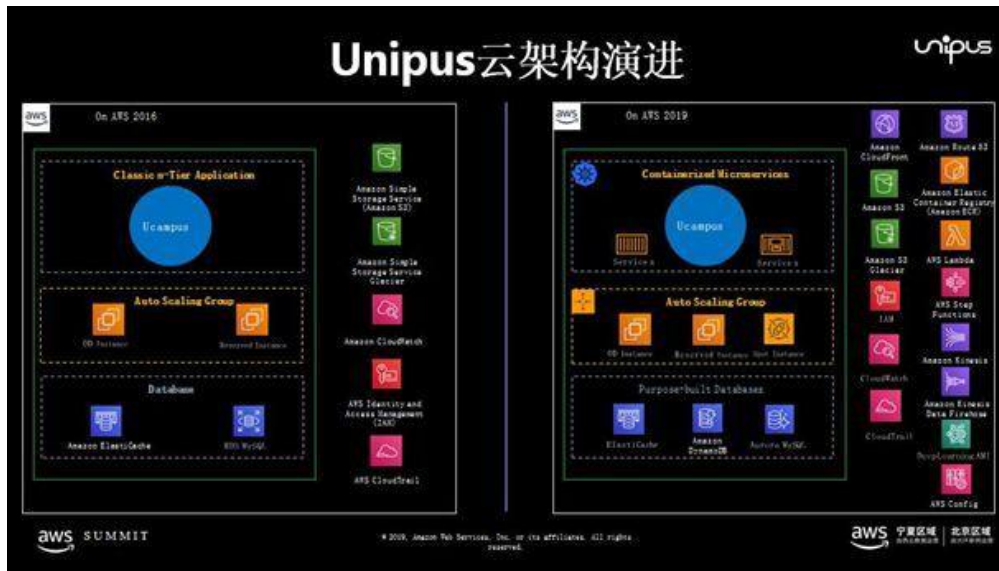 Unipus云架构演进
unipus
aws
On AWS 2016
Classic n-Tier Application
Ucampus
Auto Scaling Group
OD Instance
Reserved Instance
Database
Amazon ElastiCache
RDS MySQL
Amazon Simple
Storage Service
(Amazon S3)
Amazon Simple
Storage Service
Glacier
Amazon CloudWatch
AWS Identity and
Access Management
(IAM)
AWS CloudTrail
aws
On AWS 2019
Containerized Microservices
Ucampus
Service
Service
Auto Scaling Group
OD Instance
Reserved Instance
Spot Instance
Purpose-built Databases
ElastiCache
Amazon
DynamoDB
Aurora MySQL
Amazon
CloudFront
Amazon S3
Amazon S3
Glacier
IAM
CloudWatch
CloudTrail
Amazon Route 53
Amazon Elastic
Container Registry
(Amazon ECR)
AWS Lambda
AWS Step
Functions
Amazon Kinesis
Amazon Kinesis
Data Firehose
DeepLearning AMI
AWS Config
aws SUMMIT
© 2019, Amazon Web Services, Inc. or its affiliates. All rights
reserved.
aws
宁夏区域
北京区域